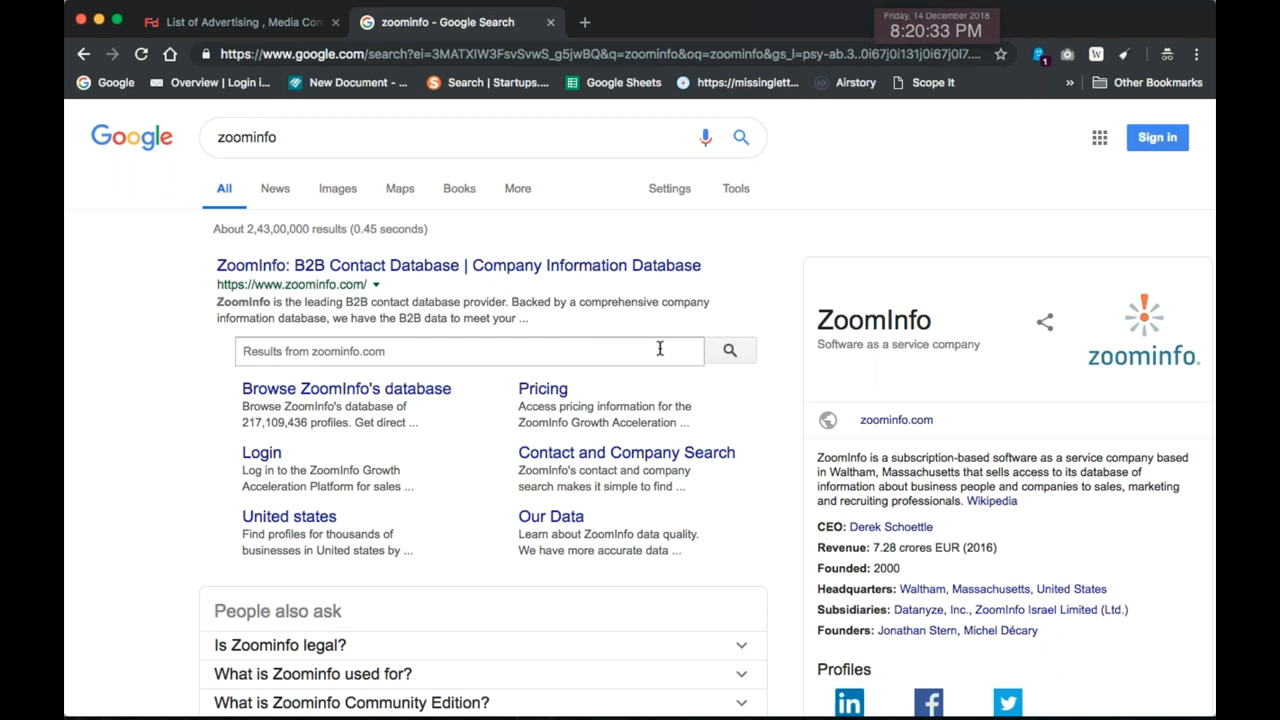 List of Advertising , Media Con
zoominfo - Google Search
Friday, 14 December 2018
8:20:33 PM
https://www.google.com/search?ei=3MATXIW3FsvSvwS_g5jwBQ&q=zoominfo&oq=zoominfo&gs_l=psy-ab.3..0i67j0i131j0i67j0l7....
1
W
Google
Overview | Login i...
New Document - ...
Search | Startups....
Google Sheets
https://missinglett...
Airstory
Scope It
»
Other Bookmarks
Google
zoominfo
Sign in
All
News
Images
Maps
Books
More
Settings
Tools
About 2,43,00,000 results (0.45 seconds)
ZoomInfo: B2B Contact Database | Company Information Database
https://www.zoominfo.com/
ZoomInfo is the leading B2B contact database provider. Backed by a comprehensive company
information database, we have the B2B data to meet your ...
Results from zoominfo.com
Browse ZoomInfo's database
Browse ZoomInfo's database of
217,109,436 profiles. Get direct ...
Pricing
Access pricing information for the
ZoomInfo Growth Acceleration ...
Login
Log in to the ZoomInfo Growth
Acceleration Platform for sales ...
Contact and Company Search
ZoomInfo's contact and company
search makes it simple to find ...
United states
Find profiles for thousands of
businesses in United states by ...
Our Data
Learn about ZoomInfo data quality.
We have more accurate data ...
People also ask
Is Zoominfo legal?
What is Zoominfo used for?
What is Zoominfo Community Edition?
ZoomInfo
Software as a service company
zoominfo.
zoominfo.com
ZoomInfo is a subscription-based software as a service company based
in Waltham, Massachusetts that sells access to its database of
information about business people and companies to sales, marketing
and recruiting professionals. Wikipedia
CEO: Derek Schoettle
Revenue: 7.28 crores EUR (2016)
Founded: 2000
Headquarters: Waltham, Massachusetts, United States
Subsidiaries: Datanyze, Inc., ZoomInfo Israel Limited (Ltd.)
Founders: Jonathan Stern, Michel Décary
Profiles